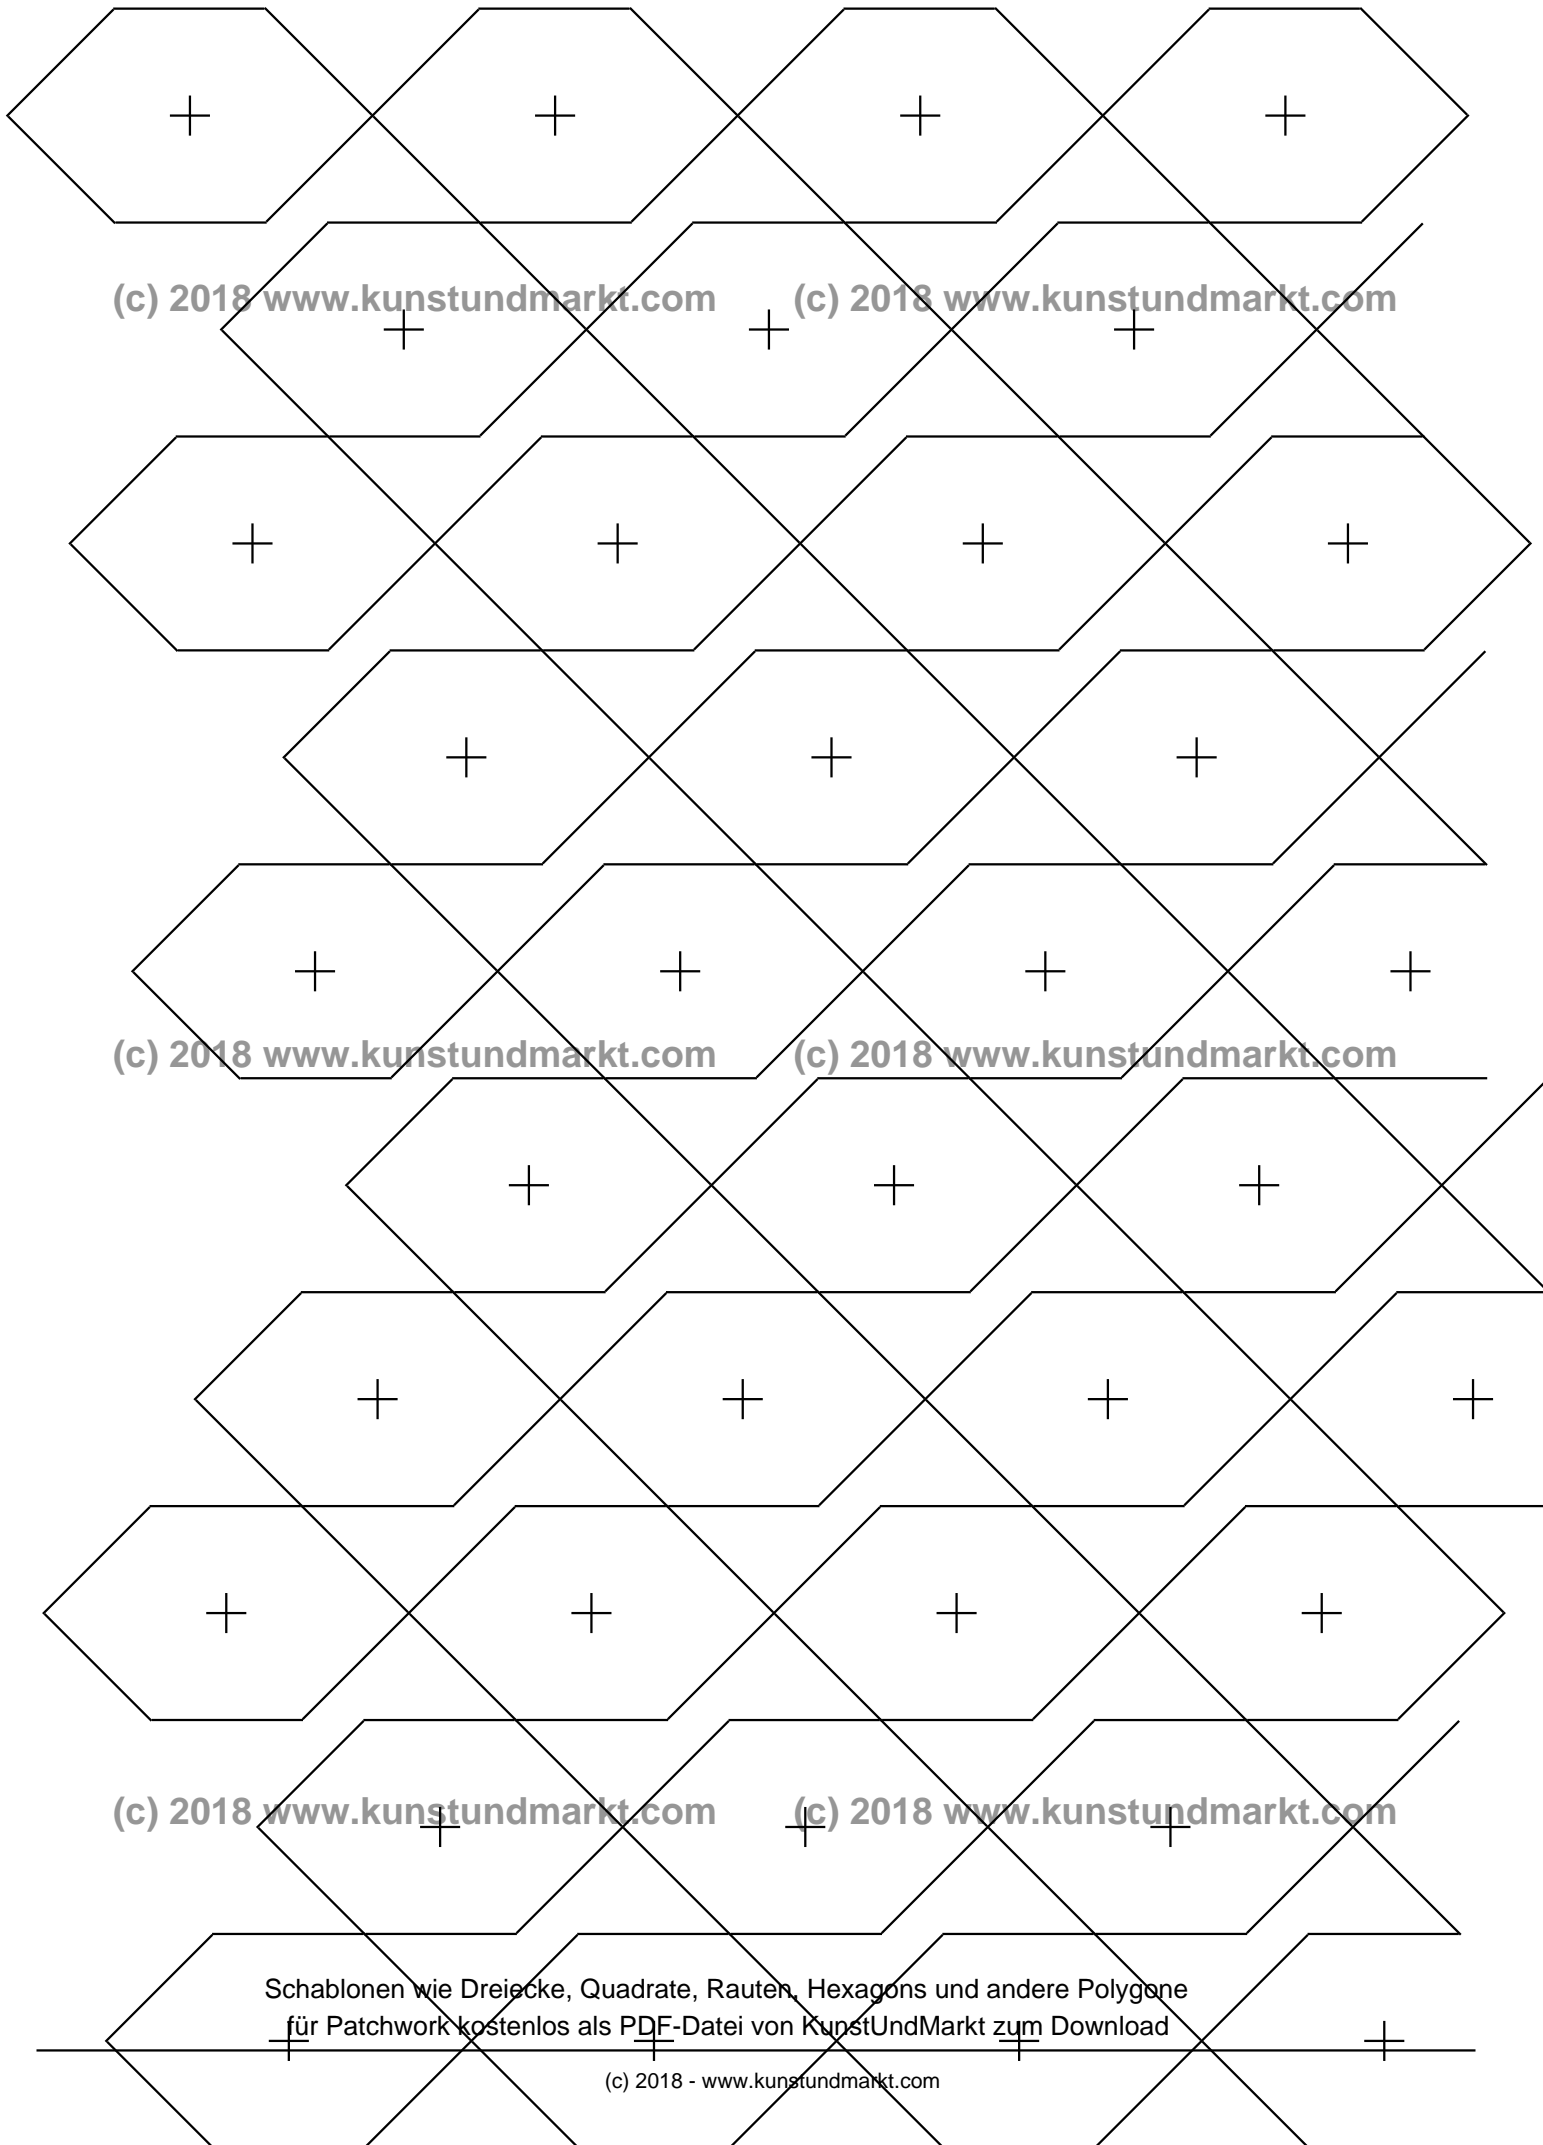 (c) 2018 www.kunstundmarkt.com (c) 2018 www.kunstundmarkt.com
(c) 2018 www.kunstundmarkt.com (c) 2018 www.kunstundmarkt.com
(c) 2018 www.kunstundmarkt.com (c) 2018 www.kunstundmarkt.com
Schablonen wie Dreiecke, Quadrate, Rauten, Hexagons und andere Polygone
für Patchwork kostenlos als PDF-Datei von KunstUndMarkt zum Download
(c) 2018 - www.kunstundmarkt.com